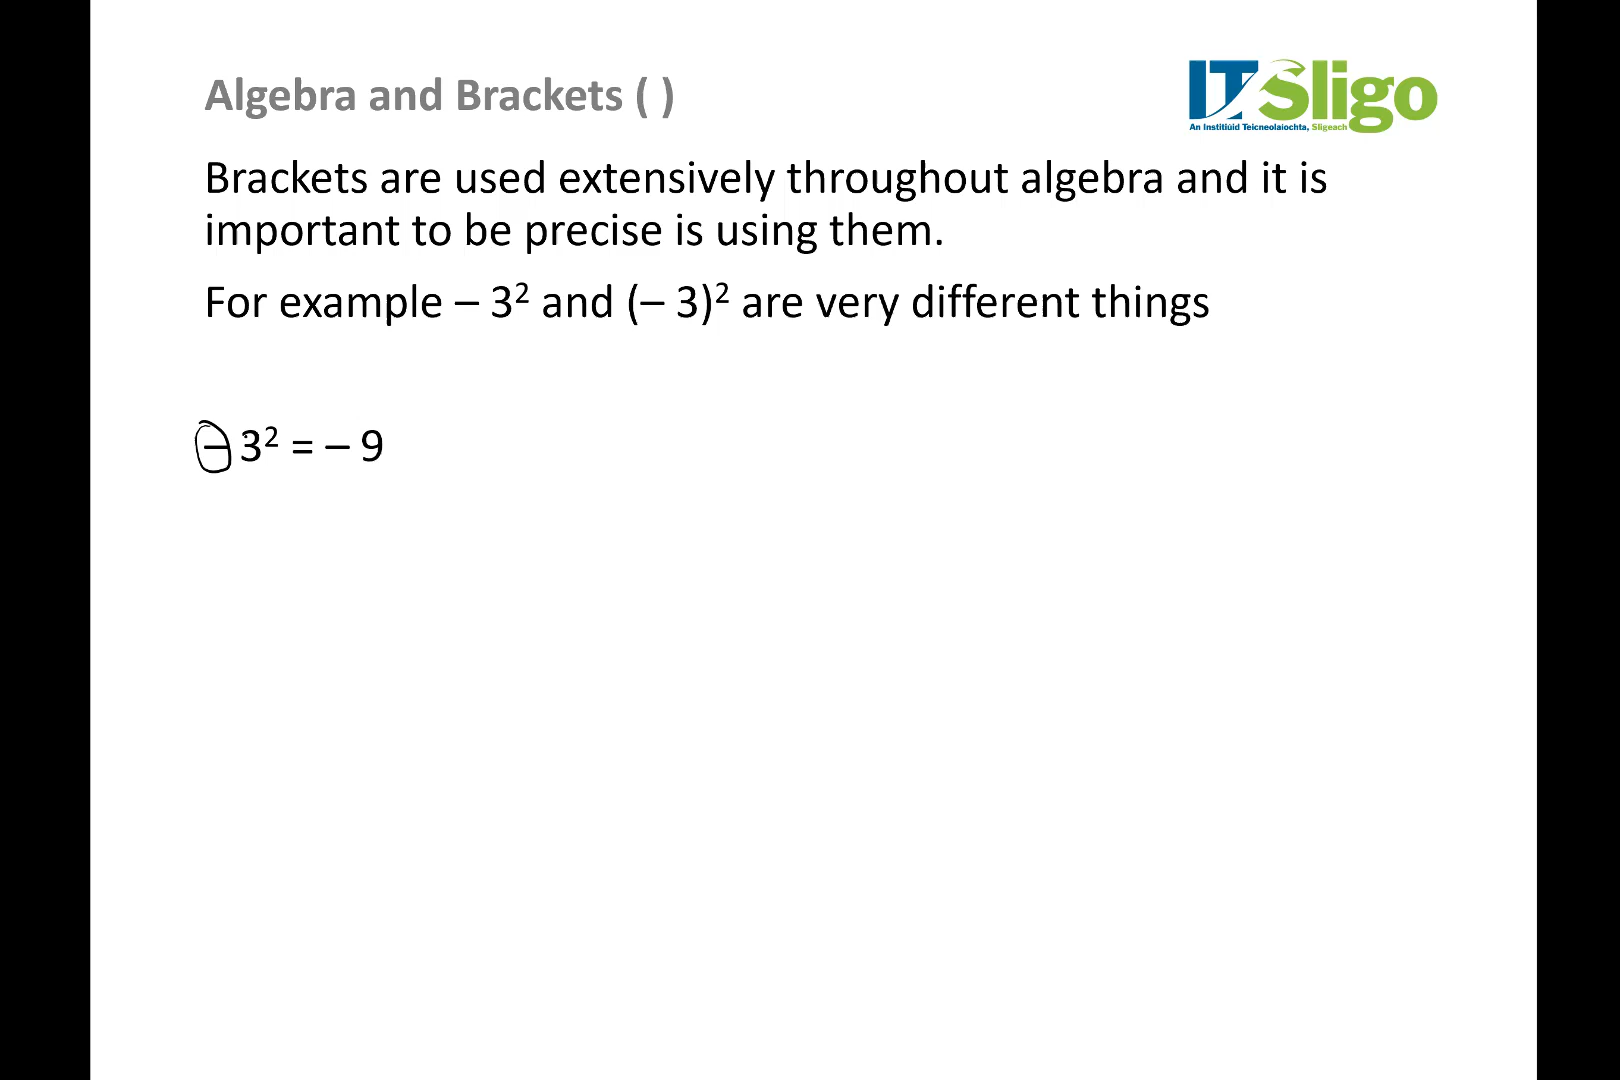 Algebra and Brackets ( )
ITSligo
An Institiúid Teicneolaíochta, Sligeach
Brackets are used extensively throughout algebra and it is
important to be precise is using them.
For example – 3² and (– 3)² are very different things
– 3² = – 9